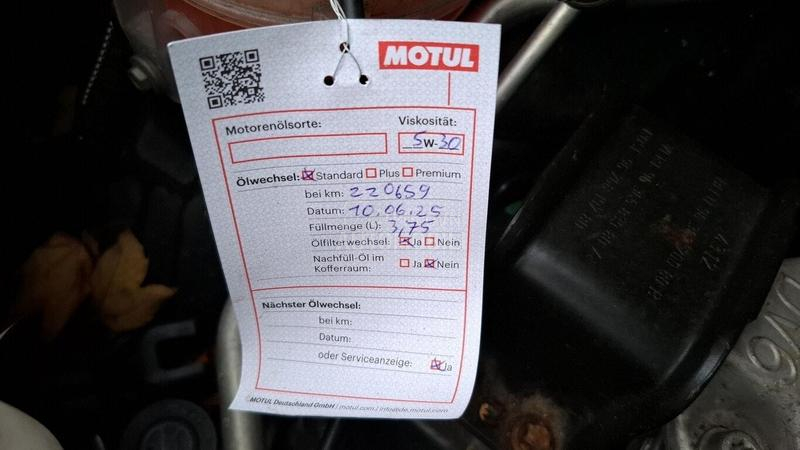 MOTUL
Motorenölsorte:
Viskosität:
5W-30
Ölwechsel: Standard Plus Premium
bei km: 220659
Datum: 10.06.25
Füllmenge (L): 3,75
Ölfilterwechsel: Ja Nein
Nachfüll-Öl im
Kofferraum: Ja Nein
Nächster Ölwechsel:
bei km:
Datum:
oder Serviceanzeige: Ja
MOTUL Deutschland GmbH | motul.com / info@de.motul.com